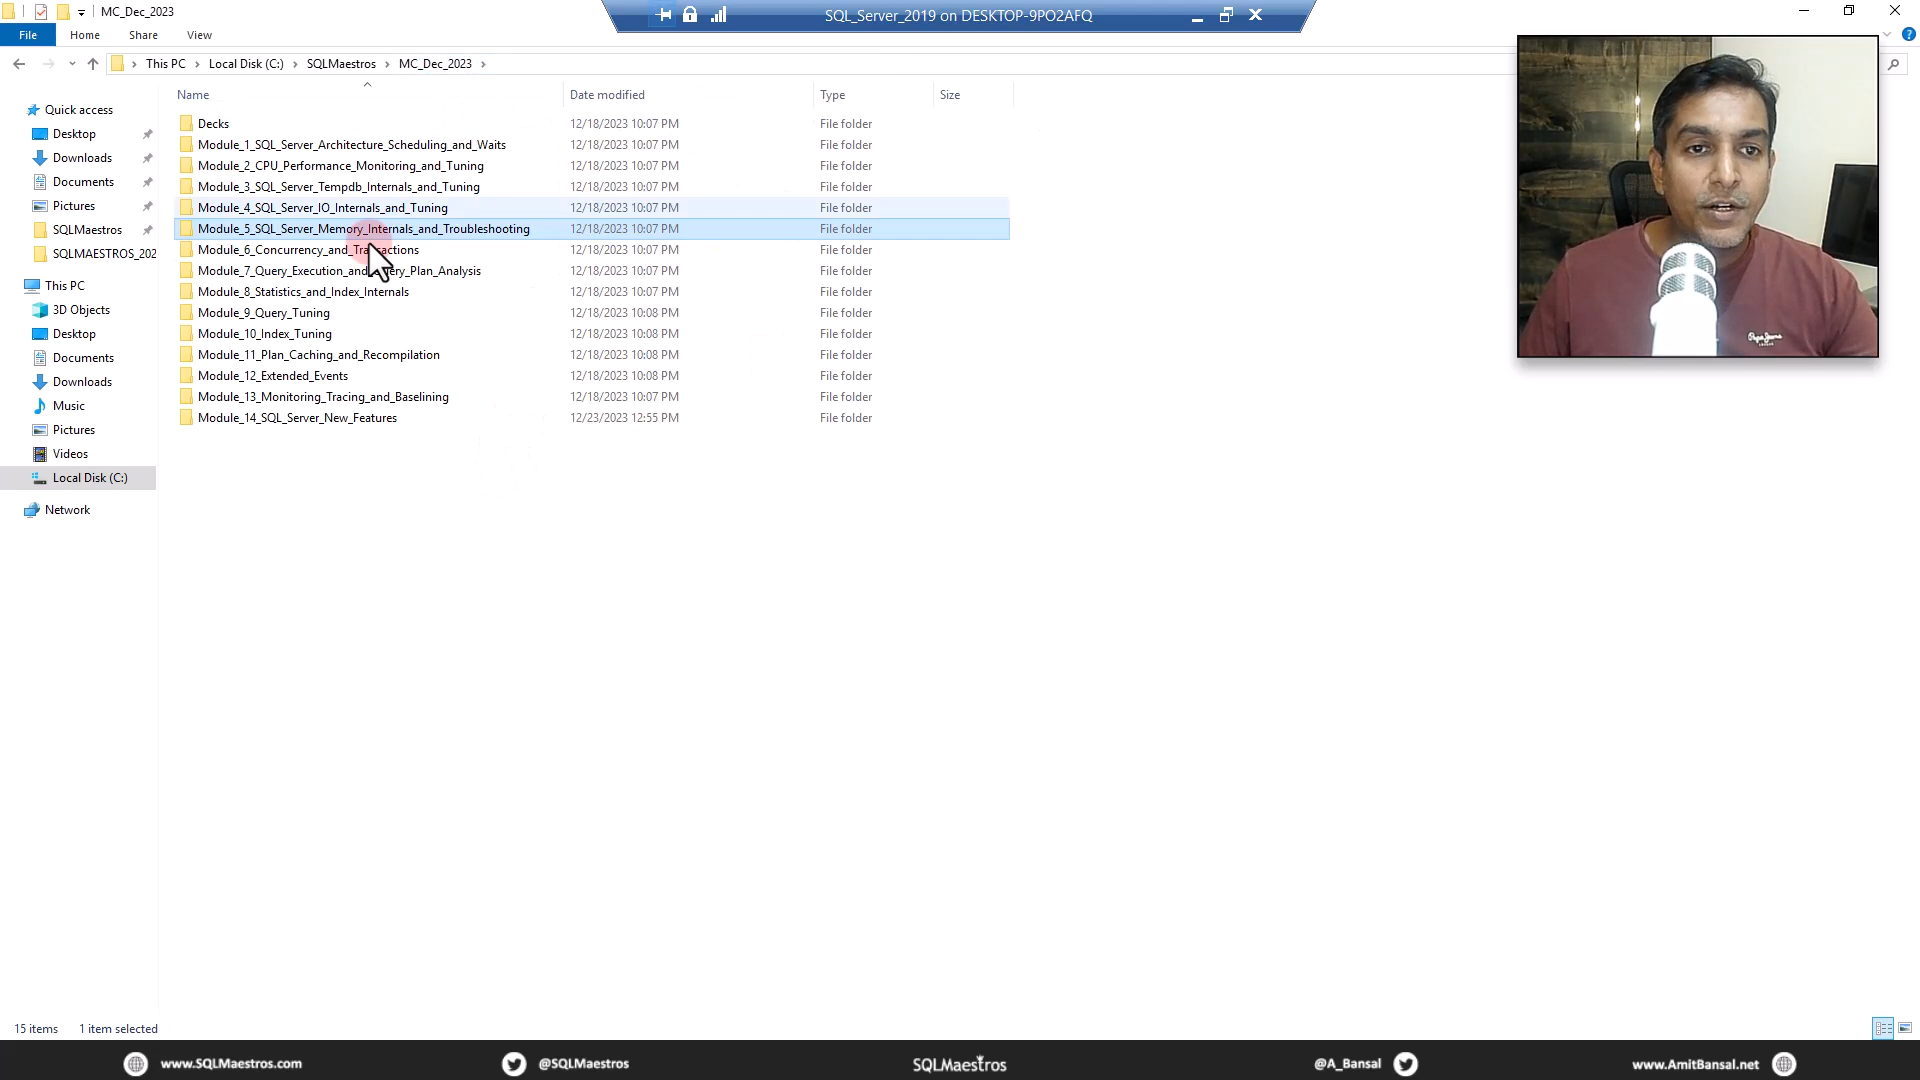 MC_Dec_2023
SQL_Server_2019 on DESKTOP-9PO2AFQ
File
Home
Share
View
This PC
Local Disk (C:)
SQLMaestros
MC_Dec_2023
Name
Date modified
Type
Size
Quick access
Desktop
Downloads
Documents
Pictures
SQLMaestros
SQLMAESTROS_202
This PC
3D Objects
Desktop
Documents
Downloads
Music
Pictures
Videos
Local Disk (C:)
Network
Decks 12/18/2023 10:07 PM File folder
Module_1_SQL_Server_Architecture_Scheduling_and_Waits 12/18/2023 10:07 PM File folder
Module_2_CPU_Performance_Monitoring_and_Tuning 12/18/2023 10:07 PM File folder
Module_3_SQL_Server_Tempdb_Internals_and_Tuning 12/18/2023 10:07 PM File folder
Module_4_SQL_Server_IO_Internals_and_Tuning 12/18/2023 10:07 PM File folder
Module_5_SQL_Server_Memory_Internals_and_Troubleshooting 12/18/2023 10:07 PM File folder
Module_6_Concurrency_and_Transactions 12/18/2023 10:07 PM File folder
Module_7_Query_Execution_and_Query_Plan_Analysis 12/18/2023 10:07 PM File folder
Module_8_Statistics_and_Index_Internals 12/18/2023 10:07 PM File folder
Module_9_Query_Tuning 12/18/2023 10:08 PM File folder
Module_10_Index_Tuning 12/18/2023 10:08 PM File folder
Module_11_Plan_Caching_and_Recompilation 12/18/2023 10:08 PM File folder
Module_12_Extended_Events 12/18/2023 10:08 PM File folder
Module_13_Monitoring_Tracing_and_Baselining 12/18/2023 10:07 PM File folder
Module_14_SQL_Server_New_Features 12/23/2023 12:55 PM File folder
Pepe Jeans
15 items
1 item selected
www.SQLMaestros.com
@SQLMaestros
SQLMaestros
@A_Bansal
www.AmitBansal.net